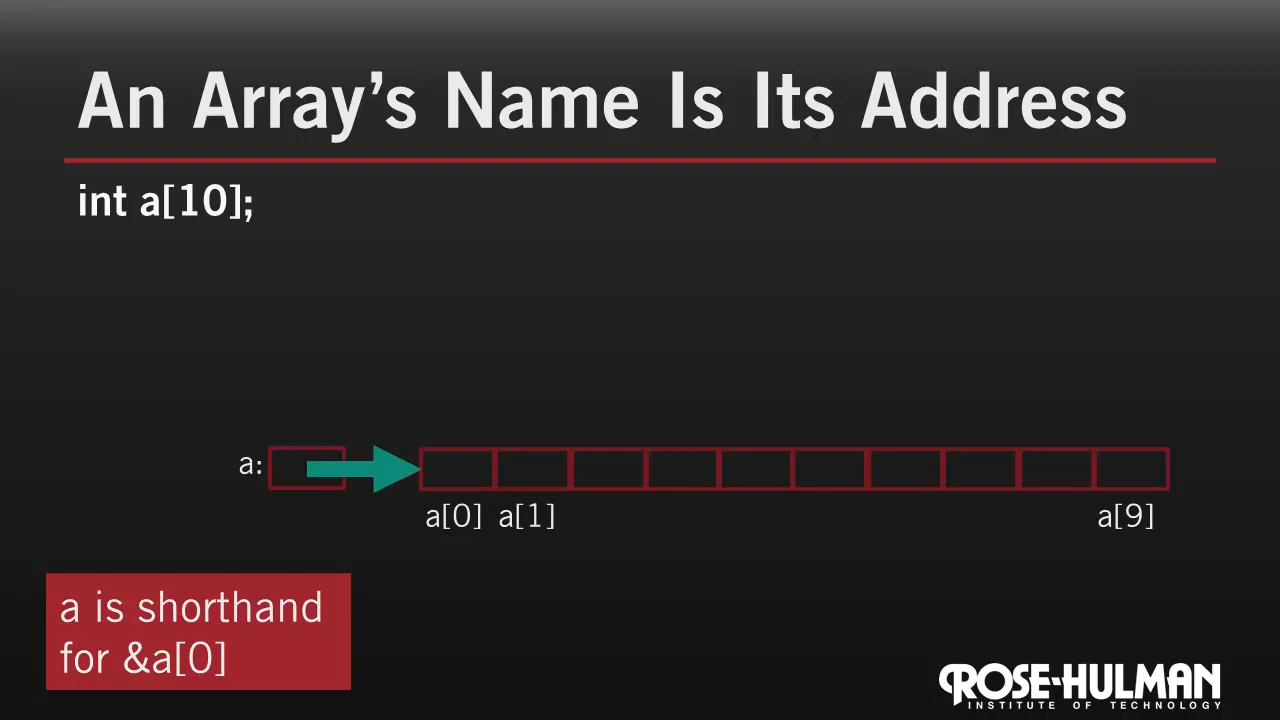 An Array’s Name Is Its Address
int a[10];
a:
a[0] a[1] a[9]
a is shorthand
for &a[0]
ROSE-HULMAN
INSTITUTE OF TECHNOLOGY